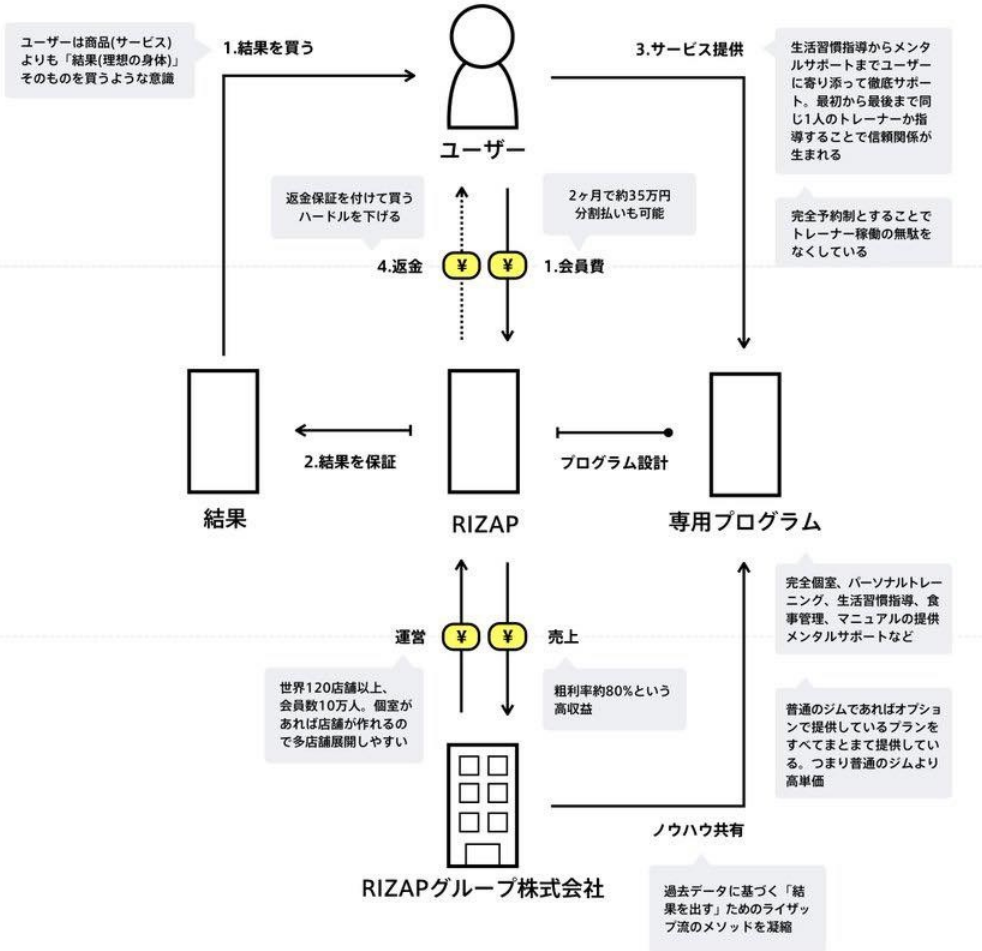 ユーザーは商品(サービス)
よりも「結果(理想の身体)」
そのものを買うような意識
1.結果を買う
3.サービス提供
生活習慣指導からメンタ
ルサポートまでユーザー
に寄り添って徹底サポー
ト。最初から最後まで同
じ1人のトレーナーか指
導することで信頼関係が
生まれる
ユーザー
返金保証を付けて買う
ハードルを下げる
2ヶ月で約35万円
分割払いも可能
完全予約制とすることで
トレーナー稼働の無駄を
なくしている
4.返金
¥
¥
1.会員費
2.結果を保証
プログラム設計
結果
RIZAP
専用プログラム
完全個室、パーソナルトレー
ニング、生活習慣指導、食
事管理、マニュアルの提供
メンタルサポートなど
運営
¥
¥
売上
世界120店舗以上、
会員数10万人。個室が
あれば店舗が作れるの
で多店舗展開しやすい
粗利率約80%という
高収益
普通のジムであればオプション
で提供しているプランを
すべてまとまて提供してい
る。つまり普通のジムより
高単価
ノウハウ共有
RIZAPグループ株式会社
過去データに基づく「結
果を出す」ためのライザッ
プ流のメソッドを凝縮